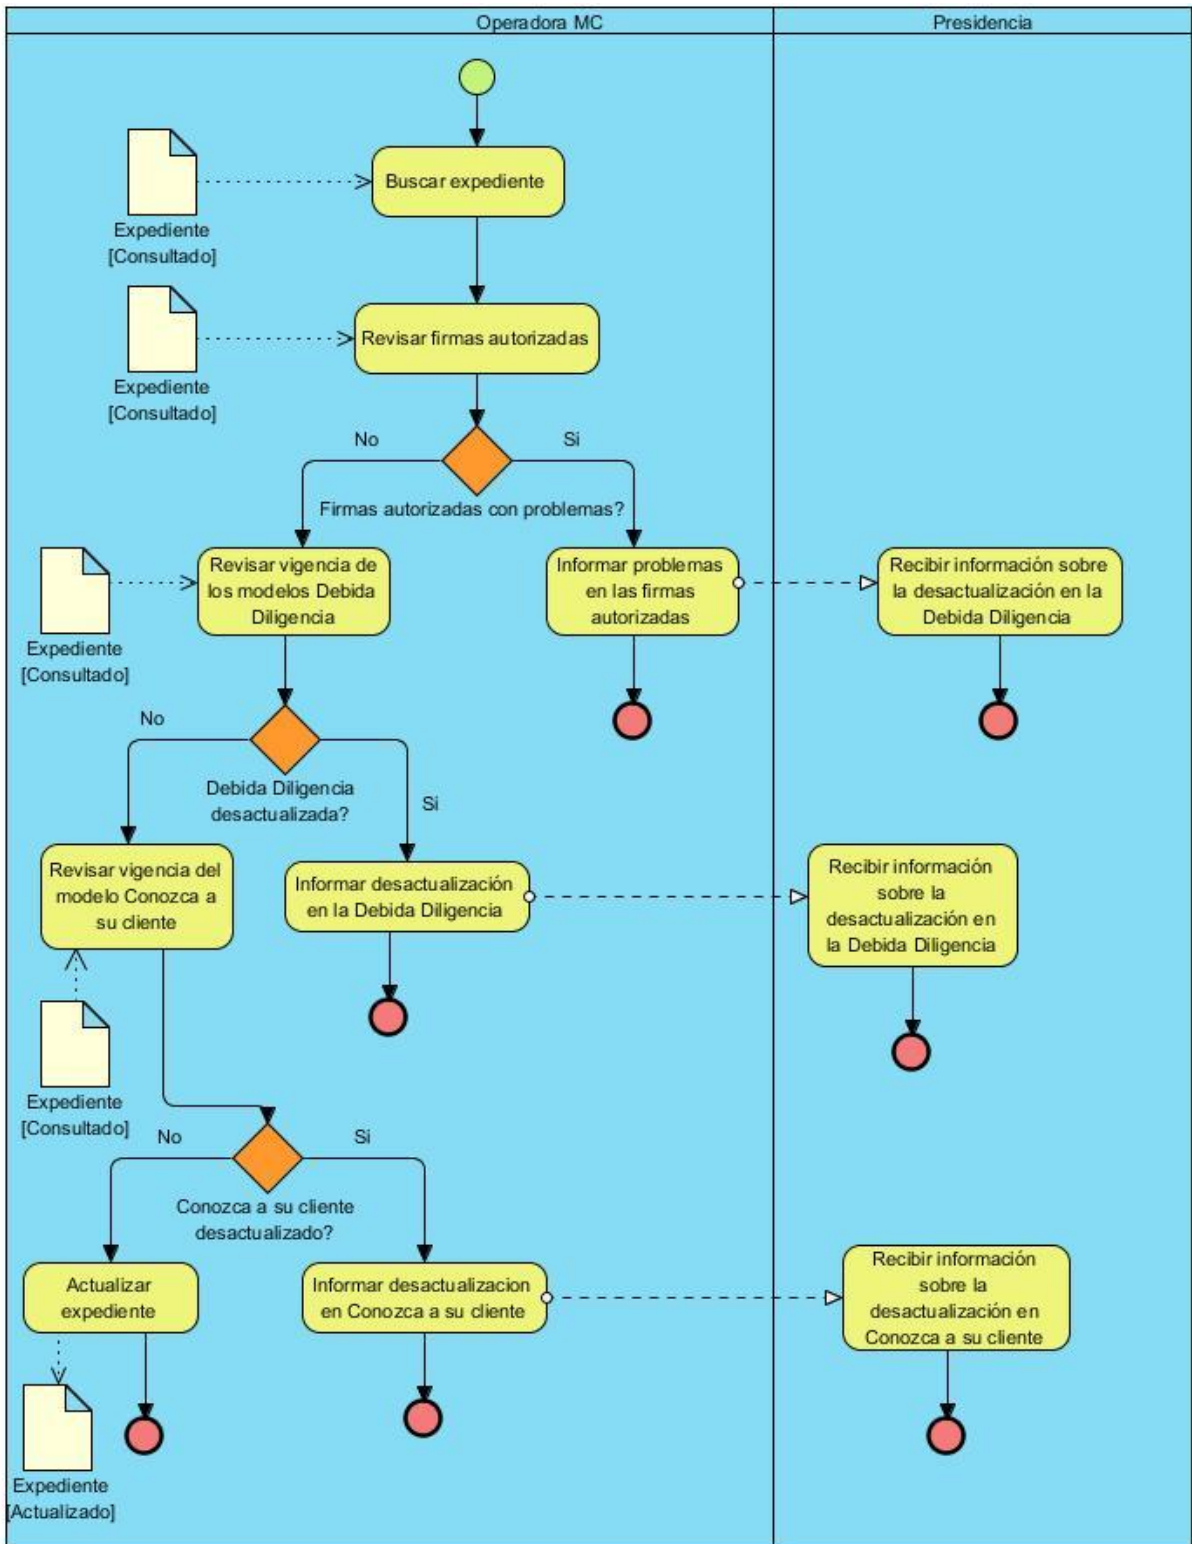 Operadora MC
Presidencia
Buscar expediente
Expediente
[Consultado]
Revisar firmas autorizadas
Expediente
[Consultado]
No
Si
Firmas autorizadas con problemas?
Revisar vigencia de
los modelos Debida
Diligencia
Informar problemas
en las firmas
autorizadas
Recibir información sobre
la desactualización en la
Debida Diligencia
Expediente
[Consultado]
No
Debida Diligencia
desactualizada?
Si
Revisar vigencia del
modelo Conozca a
su cliente
Informar desactualización
en la Debida Diligencia
Recibir información
sobre la
desactualización en
la Debida Diligencia
Expediente
[Consultado]
No
Si
Conozca a su cliente
desactualizado?
Actualizar
expediente
Informar desactualizacion
en Conozca a su cliente
Recibir información
sobre la
desactualización en
Conozca a su cliente
Expediente
[Actualizado]